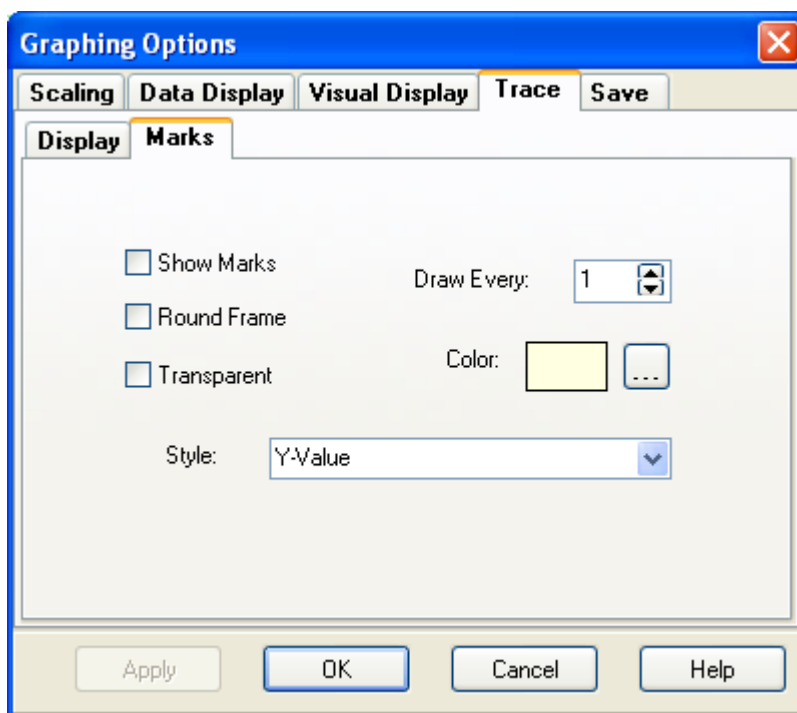 Graphing Options
Scaling Data Display Visual Display Trace Save
Display Marks
Show Marks
Draw Every: 1
Round Frame
Color: ...
Transparent
Style: Y-Value
Apply OK Cancel Help